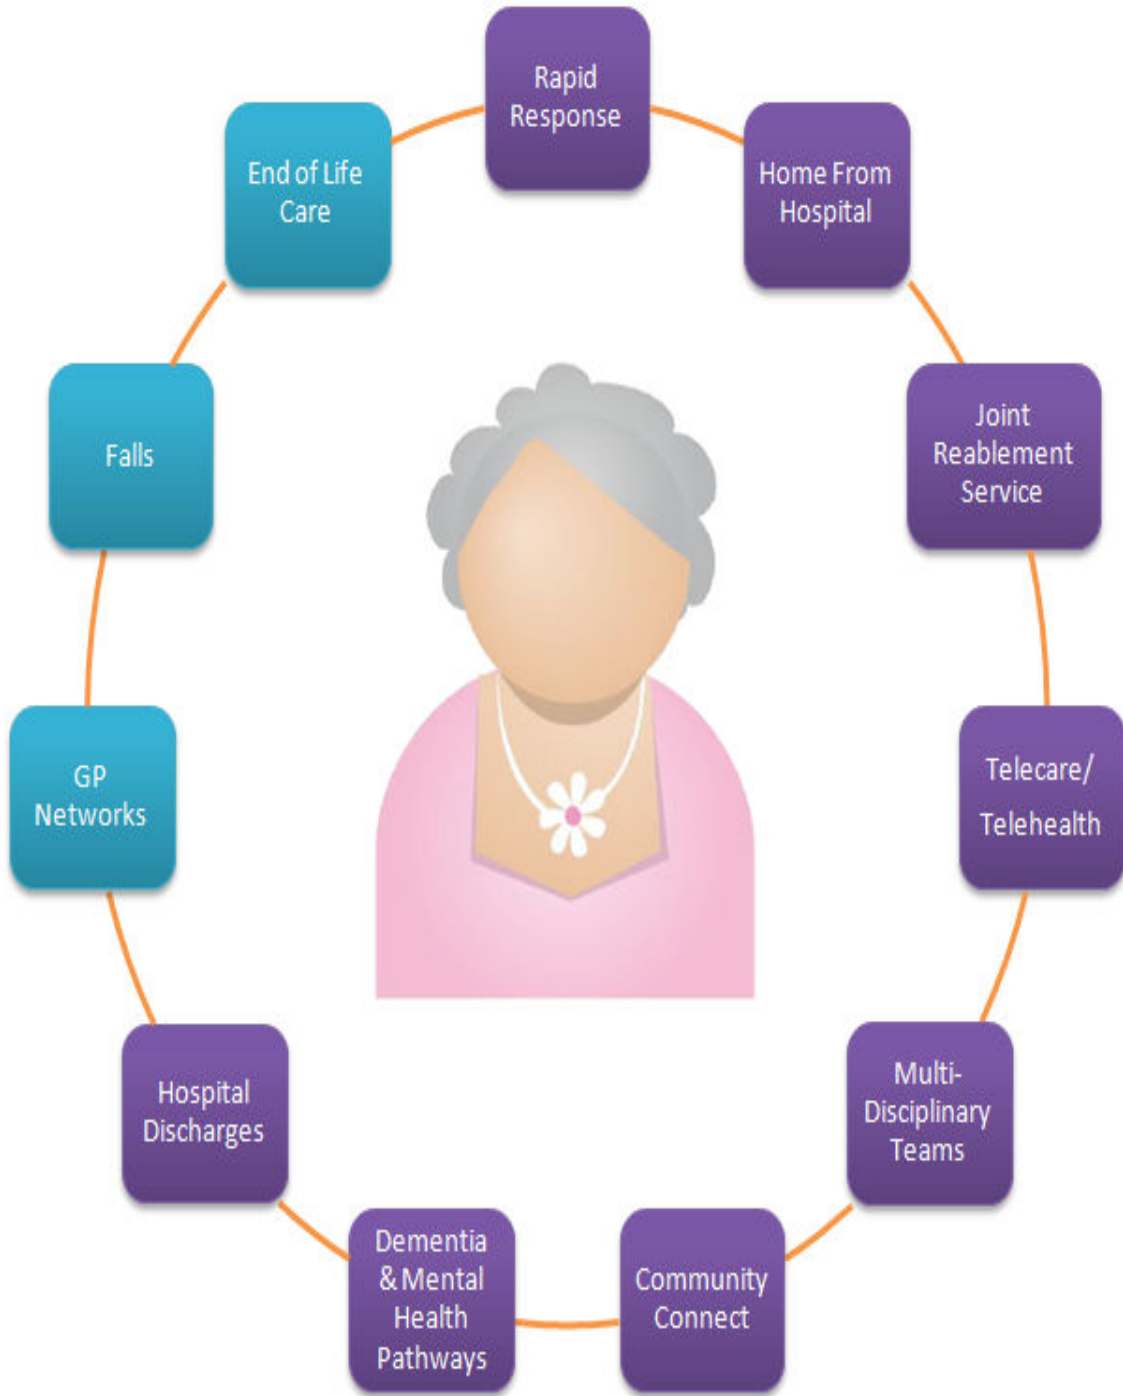 Rapid
Response
Home From
Hospital
Joint
Reablement
Service
Telecare/
Telehealth
Multi-
Disciplinary
Teams
Community
Connect
Dementia
& Mental
Health
Pathways
Hospital
Discharges
GP
Networks
Falls
End of Life
Care